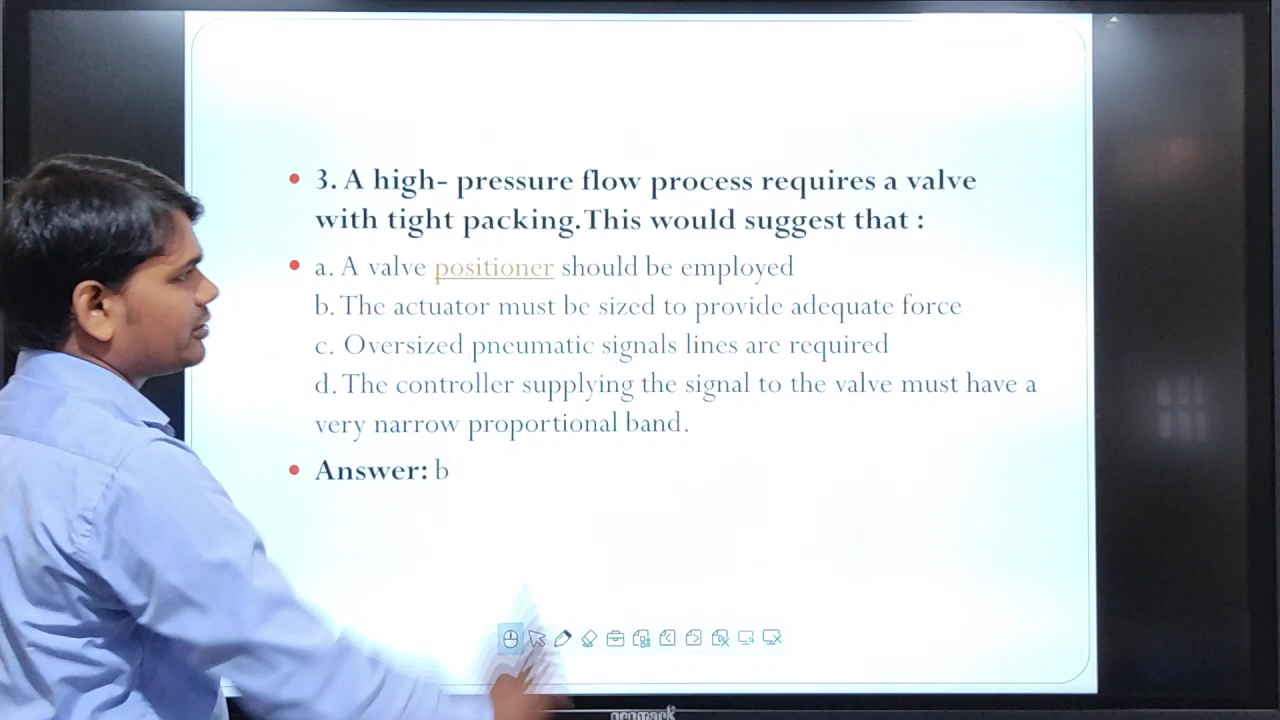 3. A high- pressure flow process requires a valve
with tight packing.This would suggest that :
a. A valve positioner should be employed
b. The actuator must be sized to provide adequate force
c. Oversized pneumatic signals lines are required
d. The controller supplying the signal to the valve must have a
very narrow proportional band.
Answer: b